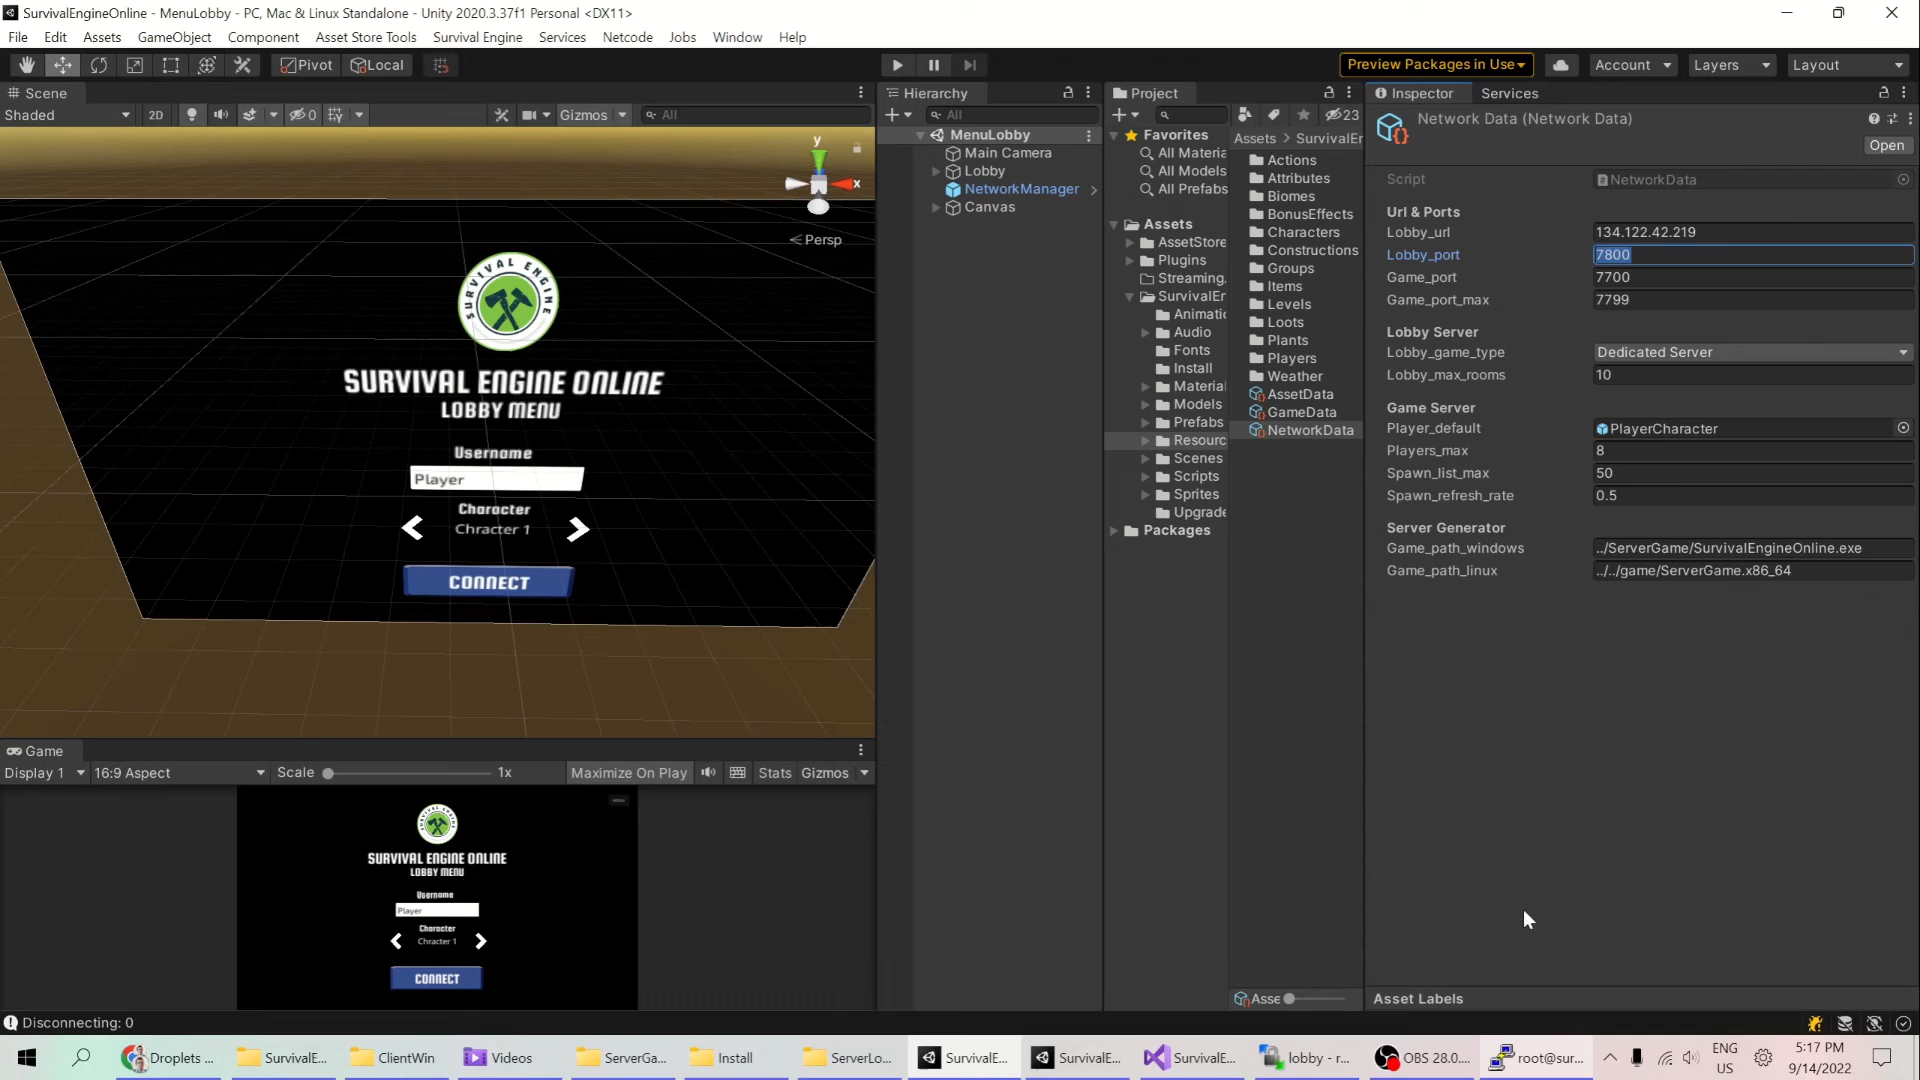 SurvivalEngineOnline - MenuLobby - PC, Mac & Linux Standalone - Unity 2020.3.37f1 Personal <DX11>
File Edit Assets GameObject Component Asset Store Tools Survival Engine Services Netcode Jobs Window Help
Pivot Local Preview Packages in Use Account Layers Layout
Scene
Shaded 2D 0 Gizmos All
y
x
Persp
SURVIVAL ENGINE
SURVIVAL ENGINE ONLINE
LOBBY MENU
Username
Player
Character
Chracter 1
CONNECT
Game
Display 1 16:9 Aspect Scale 1x Maximize On Play Stats Gizmos
SURVIVAL ENGINE ONLINE
LOBBY MENU
Username
Player
Character
Chracter 1
CONNECT
Hierarchy
All
MenuLobby
Main Camera
Lobby
NetworkManager
Canvas
Project
23
Favorites
All Materia
All Models
All Prefabs
Assets
AssetStore
Plugins
Streaming.
SurvivalEr
Animatic
Audio
Fonts
Install
Material
Models
Prefabs
Resourc
Scenes
Scripts
Sprites
Upgrade
Packages
Assets > SurvivalEr
Actions
Attributes
Biomes
BonusEffects
Characters
Constructions
Groups
Items
Levels
Loots
Plants
Players
Weather
AssetData
GameData
NetworkData
Asse
Inspector Services
Network Data (Network Data)
Open
Script NetworkData
Url & Ports
Lobby_url 134.122.42.219
Lobby_port 7800
Game_port 7700
Game_port_max 7799
Lobby Server
Lobby_game_type Dedicated Server
Lobby_max_rooms 10
Game Server
Player_default PlayerCharacter
Players_max 8
Spawn_list_max 50
Spawn_refresh_rate 0.5
Server Generator
Game_path_windows ../ServerGame/SurvivalEngineOnline.exe
Game_path_linux ../../game/ServerGame.x86_64
Asset Labels
Disconnecting: 0
Droplets ... SurvivalE... ClientWin Videos ServerGa... Install ServerLo... SurvivalE... SurvivalE... SurvivalE... lobby - r... OBS 28.0.... root@sur...
ENG
US
5:17 PM
9/14/2022